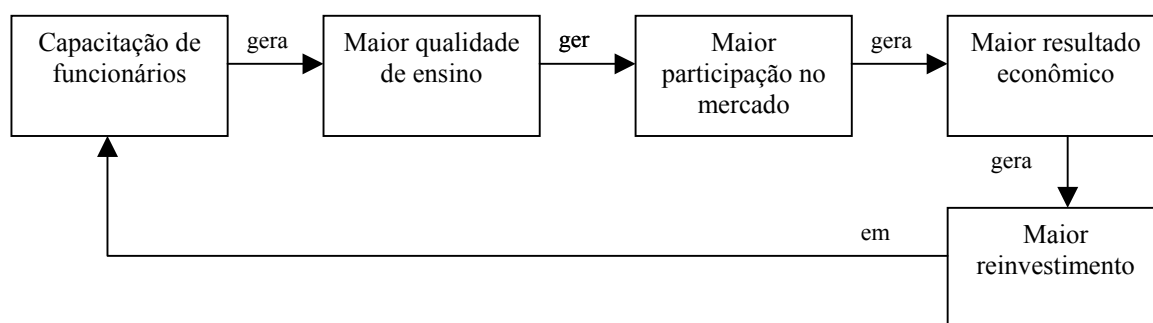 Capacitação de
funcionários
gera
Maior qualidade
de ensino
ger
Maior
participação no
mercado
gera
Maior resultado
econômico
gera
Maior
reinvestimento
em